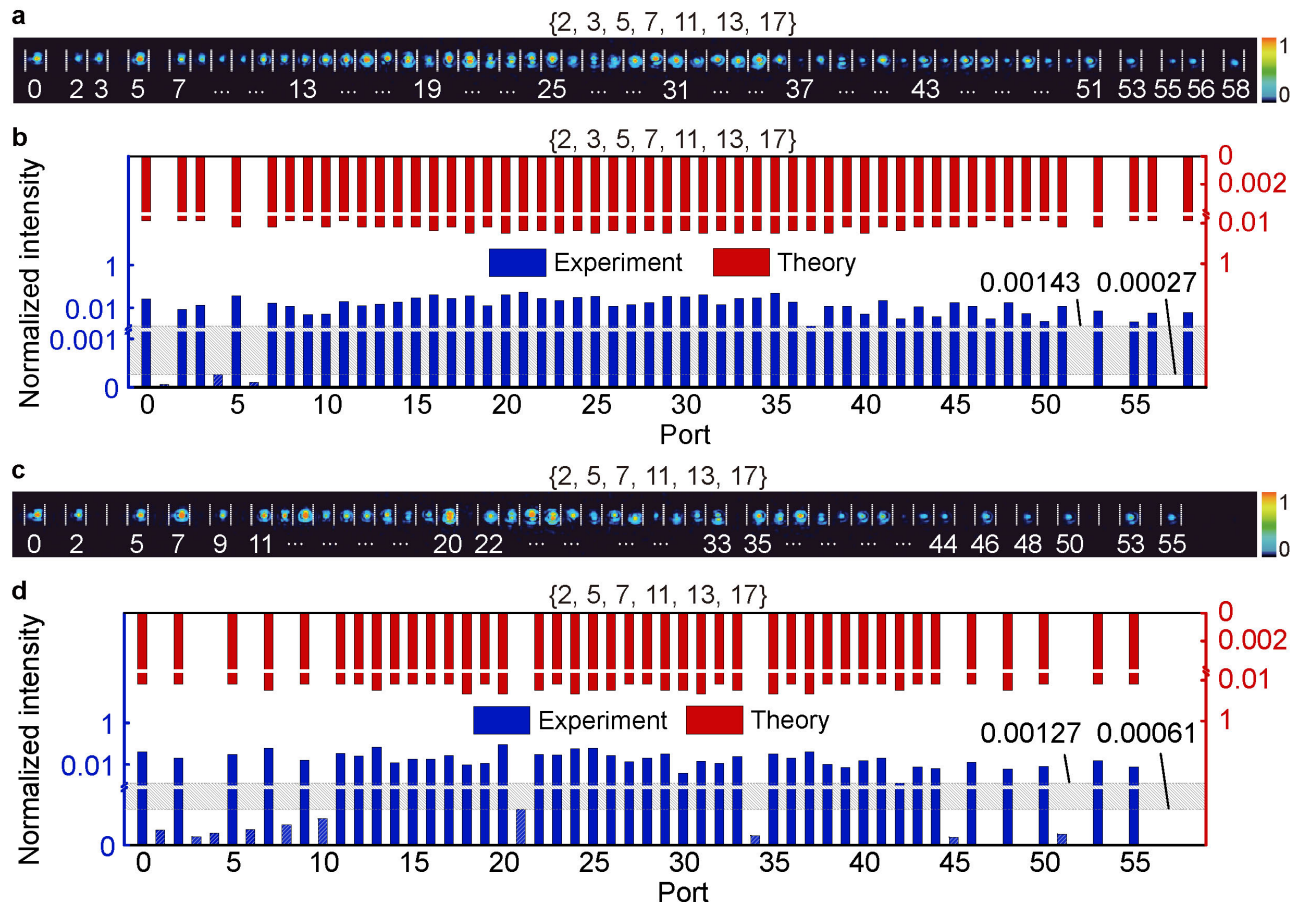 a
{2, 3, 5, 7, 11, 13, 17}
0 2 3 5 7 ... ... 13 ... ... 19 ... ... 25 ... ... 31 ... ... 37 ... ... 43 ... ... ... 51 53 55 56 58
1
0
b
{2, 3, 5, 7, 11, 13, 17}
Normalized intensity
0
0.002
0.01
1
1
0.01
0.001
0
Experiment
Theory
0.00143
0.00027
0 5 10 15 20 25 30 35 40 45 50 55
Port
c
{2, 5, 7, 11, 13, 17}
0 2 5 7 9 11 ... ... ... ... 20 22 ... ... ... ... 33 35 ... ... ... ... 44 46 48 50 53 55
1
0
d
{2, 5, 7, 11, 13, 17}
Normalized intensity
0
0.002
0.01
1
1
0.01
0
Experiment
Theory
0.00127
0.00061
0 5 10 15 20 25 30 35 40 45 50 55
Port